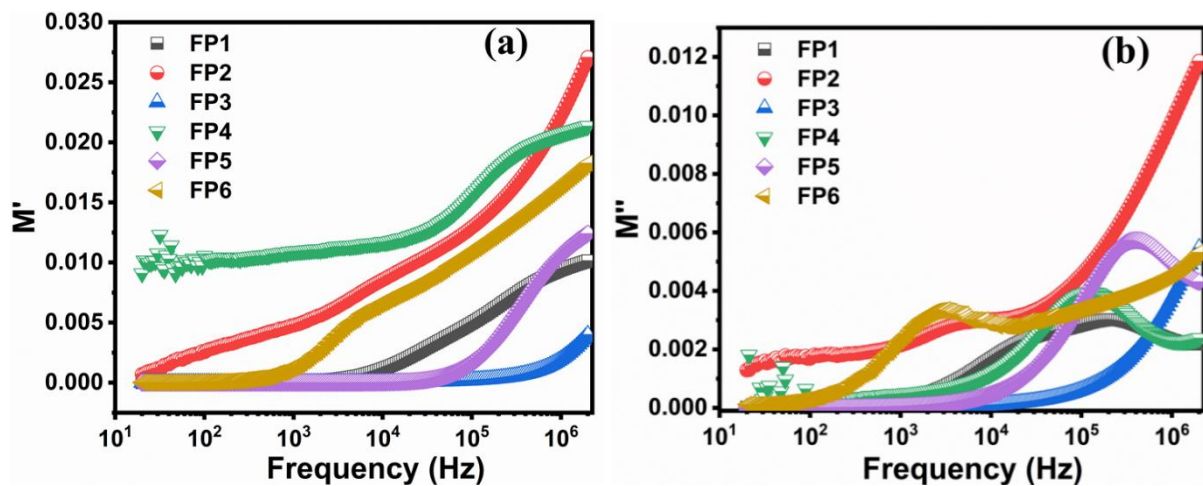 (a)
FP1
FP2
FP3
FP4
FP5
FP6
M'
0.030
0.025
0.020
0.015
0.010
0.005
0.000
10¹ 10² 10³ 10⁴ 10⁵ 10⁶
Frequency (Hz)
(b)
FP1
FP2
FP3
FP4
FP5
FP6
M''
0.012
0.010
0.008
0.006
0.004
0.002
0.000
10¹ 10² 10³ 10⁴ 10⁵ 10⁶
Frequency (Hz)